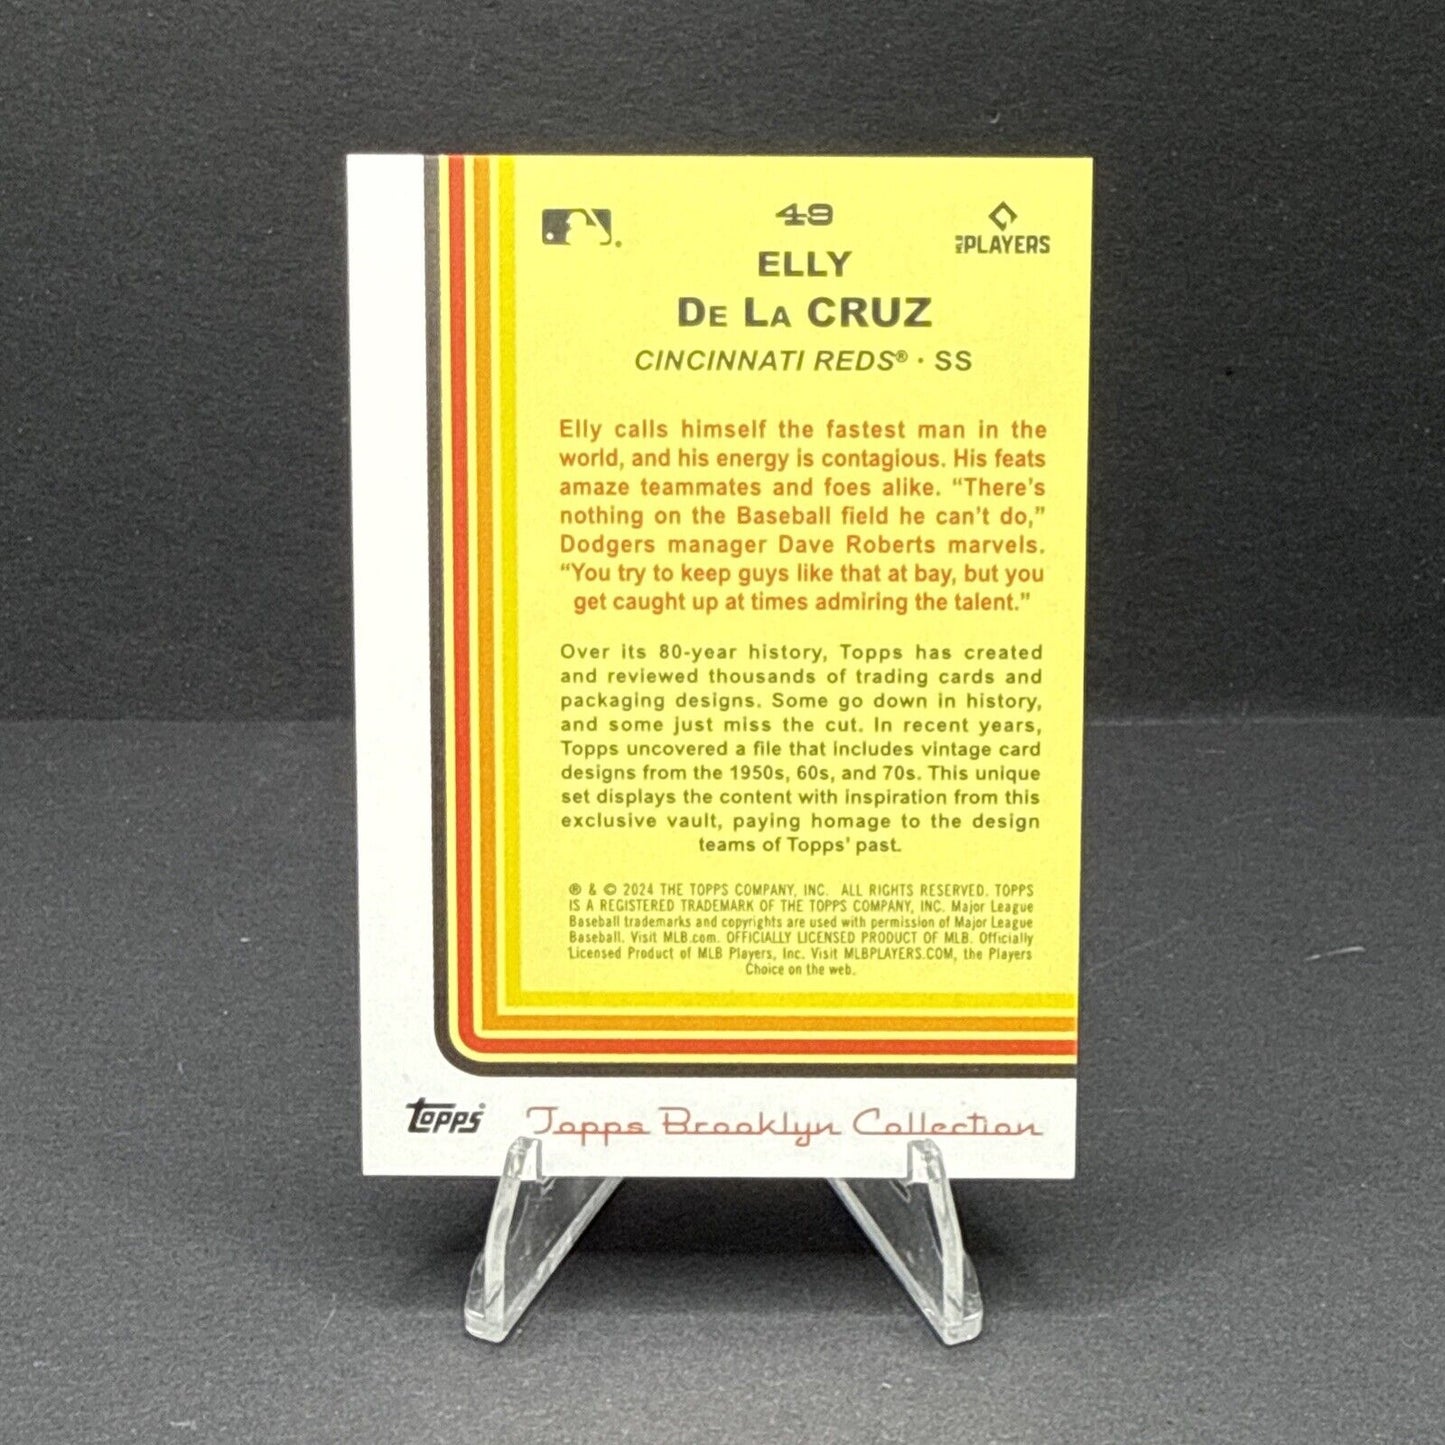 49
MLB PLAYERS
ELLY
DE LA CRUZ
CINCINNATI REDS® · SS
Elly calls himself the fastest man in the
world, and his energy is contagious. His feats
amaze teammates and foes alike. “There’s
nothing on the Baseball field he can’t do,”
Dodgers manager Dave Roberts marvels.
“You try to keep guys like that at bay, but you
get caught up at times admiring the talent.”
Over its 80-year history, Topps has created
and reviewed thousands of trading cards and
packaging designs. Some go down in history,
and some just miss the cut. In recent years,
Topps uncovered a file that includes vintage card
designs from the 1950s, 60s, and 70s. This unique
set displays the content with inspiration from this
exclusive vault, paying homage to the design
teams of Topps’ past.
® & © 2024 THE TOPPS COMPANY, INC. ALL RIGHTS RESERVED. TOPPS
IS A REGISTERED TRADEMARK OF THE TOPPS COMPANY, INC. Major League
Baseball trademarks and copyrights are used with permission of Major League
Baseball. Visit MLB.com. OFFICIALLY LICENSED PRODUCT OF MLB. Officially
Licensed Product of MLB Players, Inc. Visit MLBPLAYERS.COM, the Players
Choice on the web.
TOPPS® Topps Brooklyn Collection